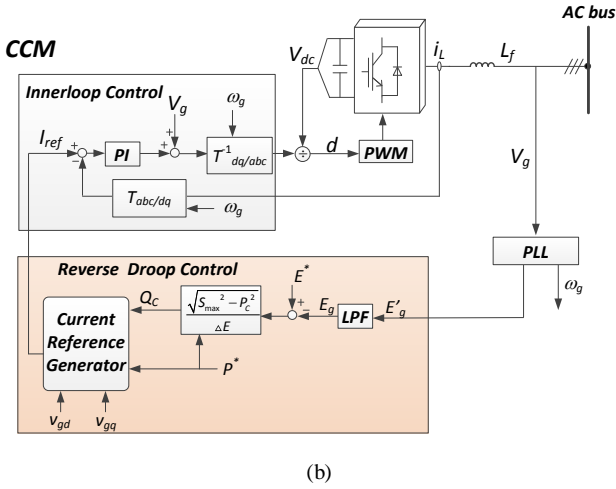 AC bus
CCM
V_dc
i_L
L_f
Innerloop Control
V_g
ω_g
I_ref
+
−
PI
+
+
T^-1_dq/abc
÷
d
PWM
T_abc/dq
ω_g
V_g
PLL
ω_g
Reverse Droop Control
E^*
Q_C
√(S_max^2 − P_C^2)
ΔE
+
−
E_g
LPF
E'_g
Current
Reference
Generator
P^*
v_gd
v_gq
(b)